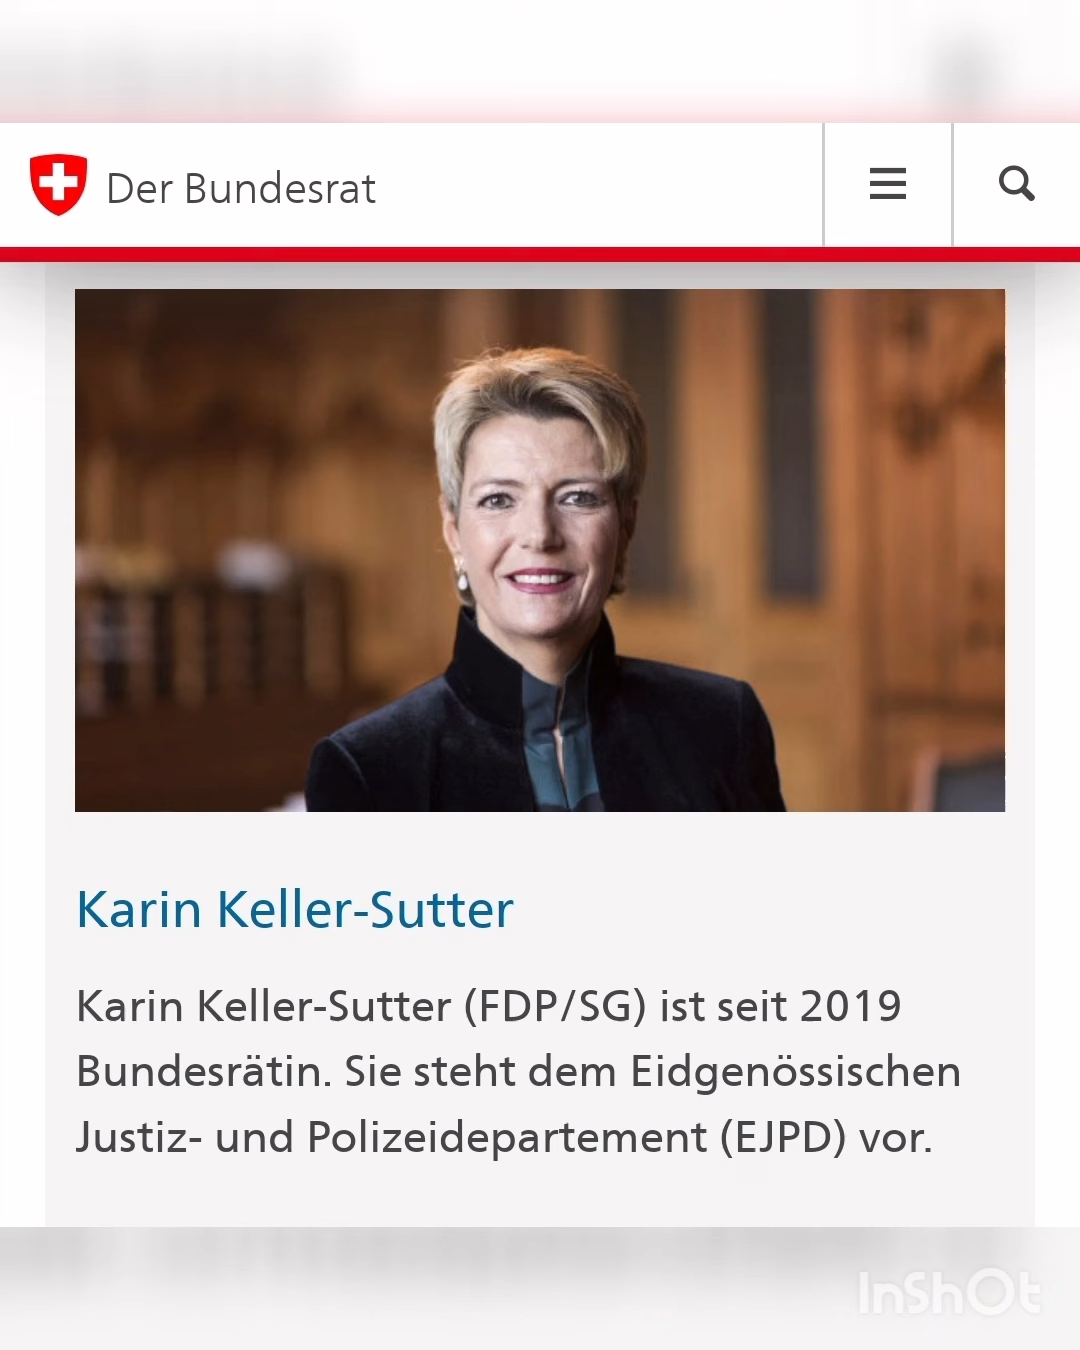 Der Bundesrat
Karin Keller-Sutter
Karin Keller-Sutter (FDP/SG) ist seit 2019
Bundesrätin. Sie steht dem Eidgenössischen
Justiz- und Polizeidepartement (EJPD) vor.
InShOt